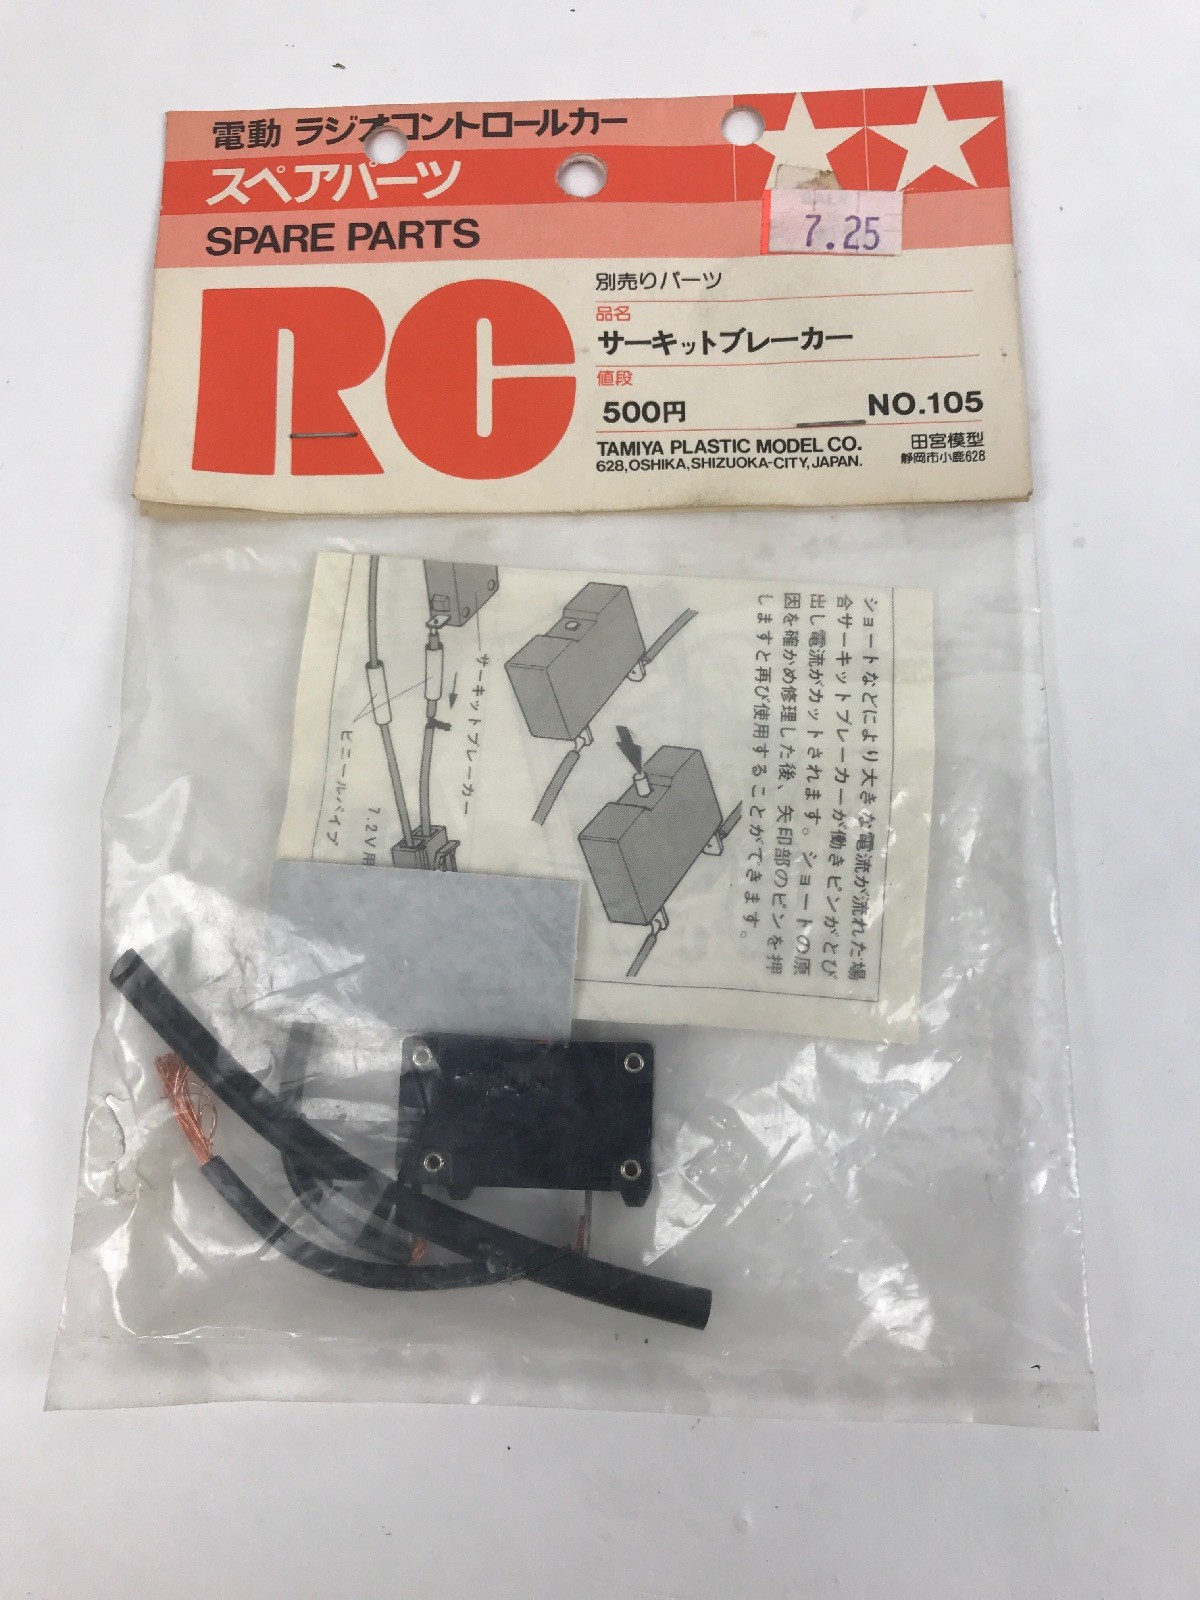 電動 ラジオコントロールカー
スペアパーツ
SPARE PARTS
7.25
RC
別売りパーツ
品名
サーキットブレーカー
値段
500円
NO.105
TAMIYA PLASTIC MODEL CO.
628,OSHIKA,SHIZUOKA-CITY,JAPAN.
田宮模型
静岡市小鹿628
ショートなどにより大きな電流が流れた場
合サーキットブレーカーが働きピンがとび
出し電流がカットされます。ショートの原
因を確かめ修理した後、矢印部のピンを押
しますと再び使用することができます。
サーキットブレーカー
ビニールパイプ
7.2V用